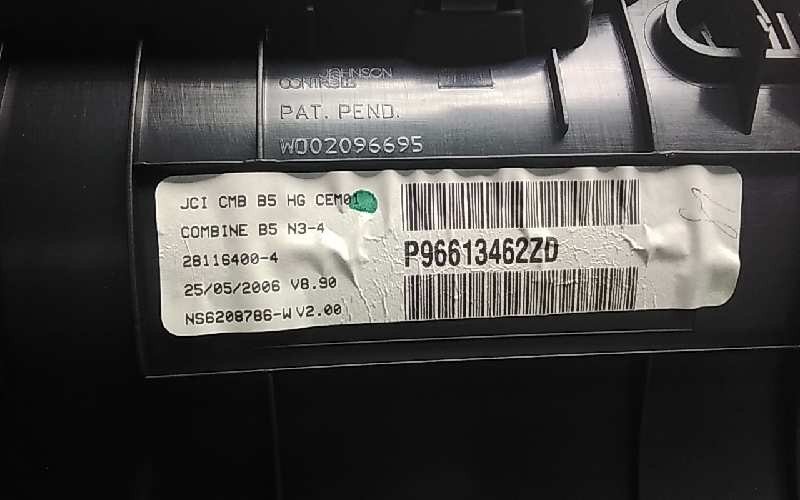 JOHNSON
CONTROLS
PAT. PEND.
W002096695
JCI CMB B5 HG CEM01
COMBINE B5 N3-4
28116400-4
25/05/2006 V8.90
NS6208786-W V2.00
P96613462ZD